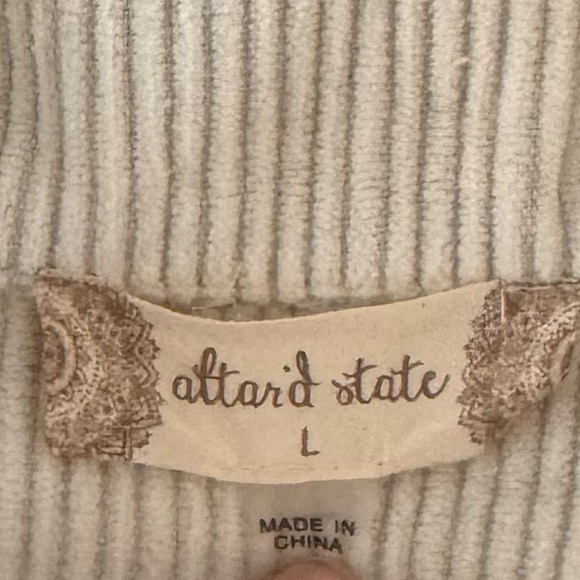 altar'd state
L
MADE IN
CHINA